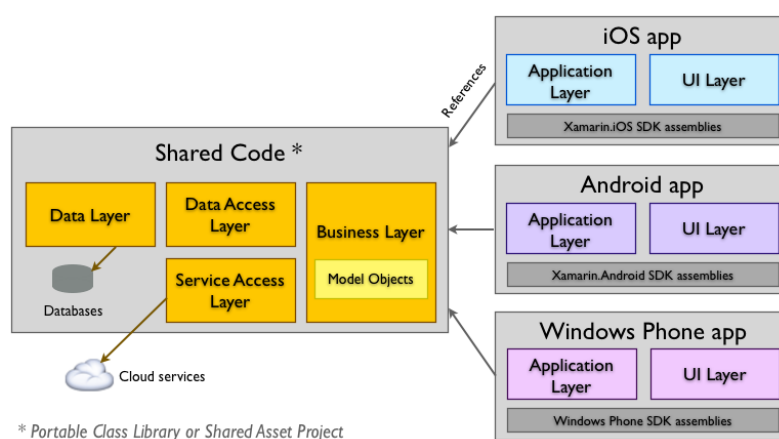 iOS app
Application
Layer
UI Layer
Xamarin.iOS SDK assemblies
References
Shared Code *
Data Layer
Data Access
Layer
Business Layer
Model Objects
Service Access
Layer
Databases
Cloud services
Android app
Application
Layer
UI Layer
Xamarin.Android SDK assemblies
Windows Phone app
Application
Layer
UI Layer
Windows Phone SDK assemblies
* Portable Class Library or Shared Asset Project